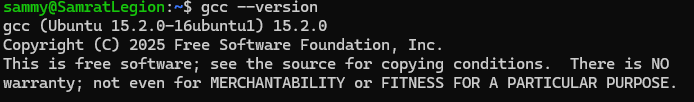 sammy@SamratLegion:~$ gcc --version
gcc (Ubuntu 15.2.0-16ubuntu1) 15.2.0
Copyright (C) 2025 Free Software Foundation, Inc.
This is free software; see the source for copying conditions.  There is NO
warranty; not even for MERCHANTABILITY or FITNESS FOR A PARTICULAR PURPOSE.